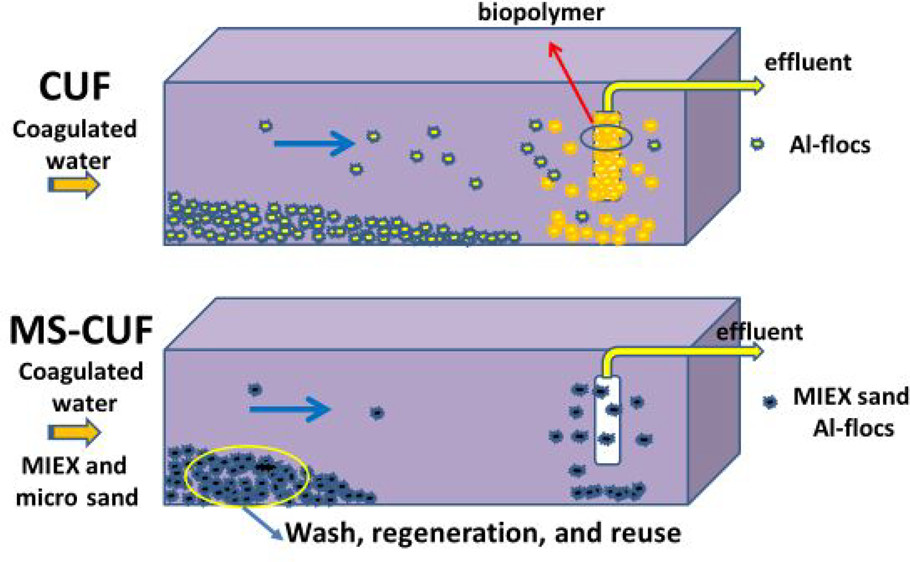 biopolymer
CUF
effluent
Coagulated
water
Al-flocs
MS-CUF
effluent
Coagulated
water
MIEX sand
Al-flocs
MIEX and
micro sand
Wash, regeneration, and reuse